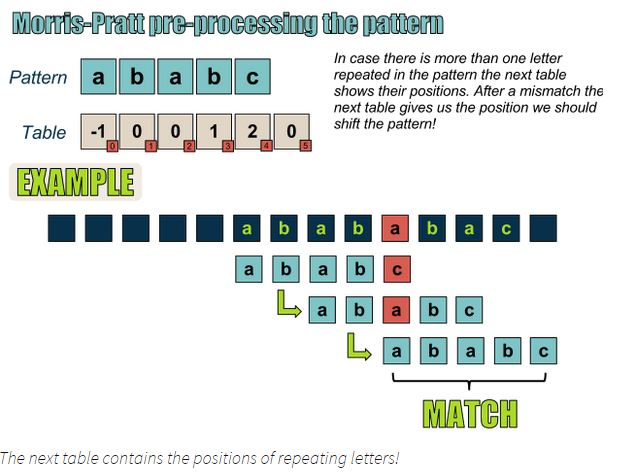 Morris-Pratt pre-processing the pattern
Pattern a b a b c
In case there is more than one letter
repeated in the pattern the next table
shows their positions. After a mismatch the
next table gives us the position we should
shift the pattern!
Table -1 0 0 1 2 0
0 1 2 3 4 5
EXAMPLE
a b a b a b a c
a b a b c
a b a b c
a b a b c
MATCH
The next table contains the positions of repeating letters!